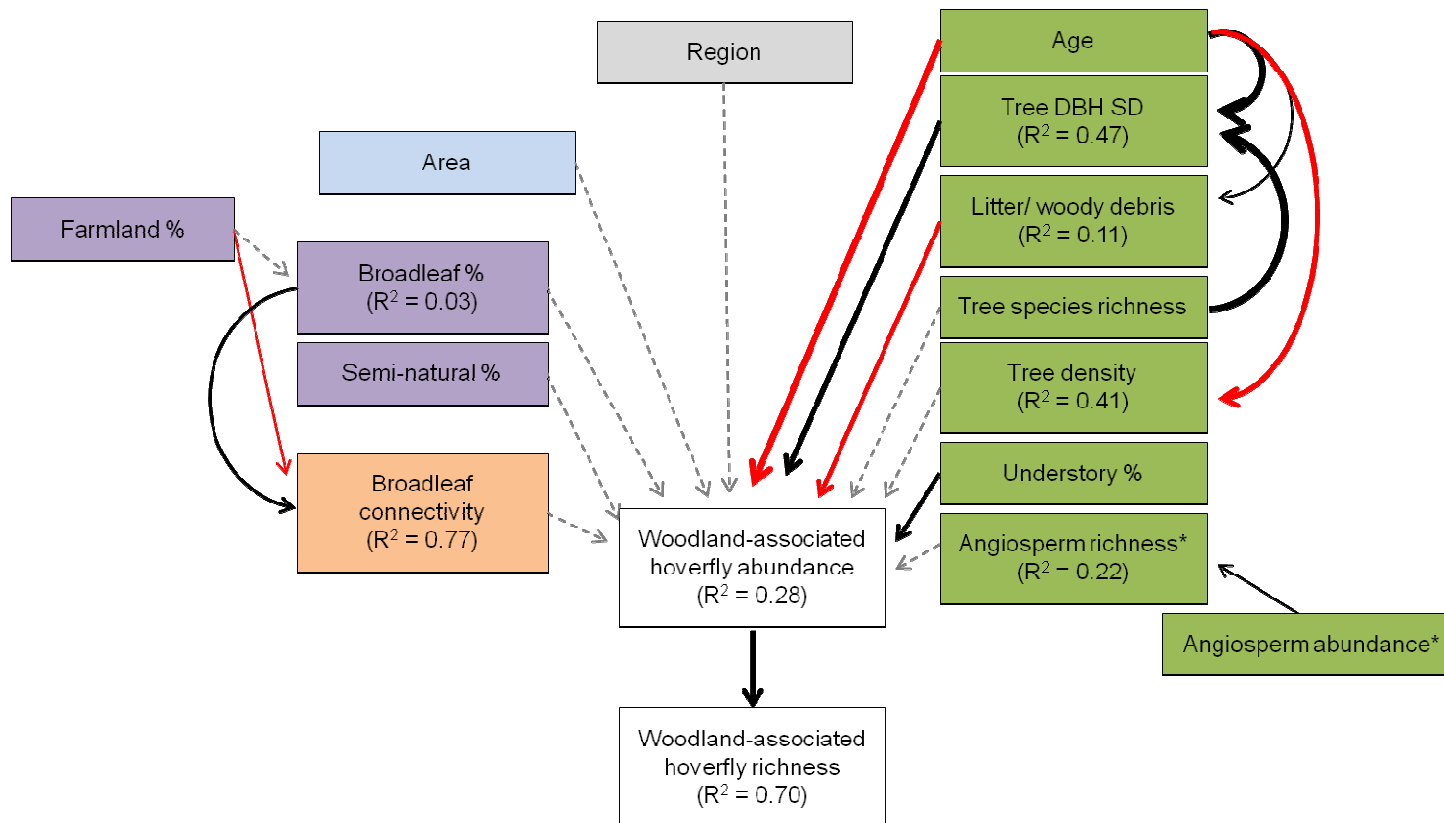 Region
Age
Tree DBH SD
(R² = 0.47)
Area
Litter/ woody debris
(R² = 0.11)
Farmland %
Broadleaf %
(R² = 0.03)
Tree species richness
Semi-natural %
Tree density
(R² = 0.41)
Broadleaf
connectivity
(R² = 0.77)
Understory %
Woodland-associated
hoverfly abundance
(R² = 0.28)
Angiosperm richness*
(R² = 0.22)
Angiosperm abundance*
Woodland-associated
hoverfly richness
(R² = 0.70)